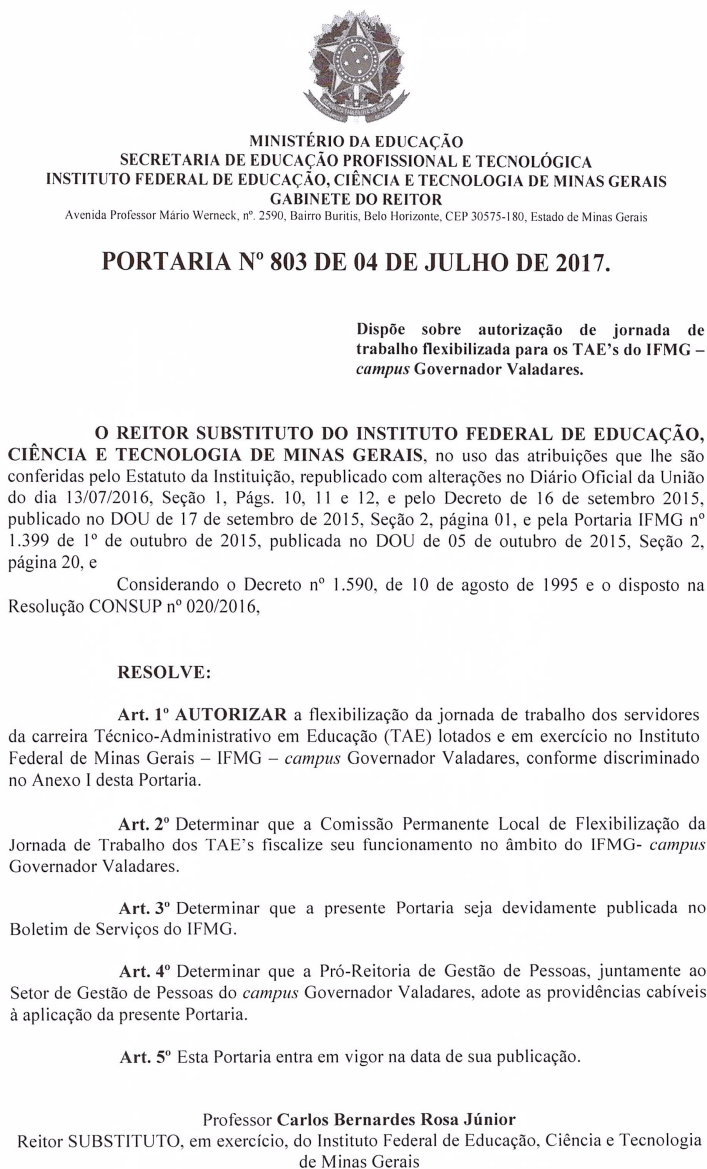 MINISTÉRIO DA EDUCAÇÃO
SECRETARIA DE EDUCAÇÃO PROFISSIONAL E TECNOLÓGICA
INSTITUTO FEDERAL DE EDUCAÇÃO, CIÊNCIA E TECNOLOGIA DE MINAS GERAIS
GABINETE DO REITOR
Avenida Professor Mário Werneck, nº. 2590, Bairro Buritis, Belo Horizonte, CEP 30575-180, Estado de Minas Gerais
PORTARIA Nº 803 DE 04 DE JULHO DE 2017.
Dispõe sobre autorização de jornada de
trabalho flexibilizada para os TAE's do IFMG –
campus Governador Valadares.
O REITOR SUBSTITUTO DO INSTITUTO FEDERAL DE EDUCAÇÃO,
CIÊNCIA E TECNOLOGIA DE MINAS GERAIS, no uso das atribuições que lhe são
conferidas pelo Estatuto da Instituição, republicado com alterações no Diário Oficial da União
do dia 13/07/2016, Seção 1, Págs. 10, 11 e 12, e pelo Decreto de 16 de setembro 2015,
publicado no DOU de 17 de setembro de 2015, Seção 2, página 01, e pela Portaria IFMG nº
1.399 de 1º de outubro de 2015, publicada no DOU de 05 de outubro de 2015, Seção 2,
página 20, e
Considerando o Decreto nº 1.590, de 10 de agosto de 1995 e o disposto na
Resolução CONSUP nº 020/2016,
RESOLVE:
Art. 1º AUTORIZAR a flexibilização da jornada de trabalho dos servidores
da carreira Técnico-Administrativo em Educação (TAE) lotados e em exercício no Instituto
Federal de Minas Gerais – IFMG – campus Governador Valadares, conforme discriminado
no Anexo I desta Portaria.
Art. 2º Determinar que a Comissão Permanente Local de Flexibilização da
Jornada de Trabalho dos TAE's fiscalize seu funcionamento no âmbito do IFMG- campus
Governador Valadares.
Art. 3º Determinar que a presente Portaria seja devidamente publicada no
Boletim de Serviços do IFMG.
Art. 4º Determinar que a Pró-Reitoria de Gestão de Pessoas, juntamente ao
Setor de Gestão de Pessoas do campus Governador Valadares, adote as providências cabíveis
à aplicação da presente Portaria.
Art. 5º Esta Portaria entra em vigor na data de sua publicação.
Professor Carlos Bernardes Rosa Júnior
Reitor SUBSTITUTO, em exercício, do Instituto Federal de Educação, Ciência e Tecnologia
de Minas Gerais